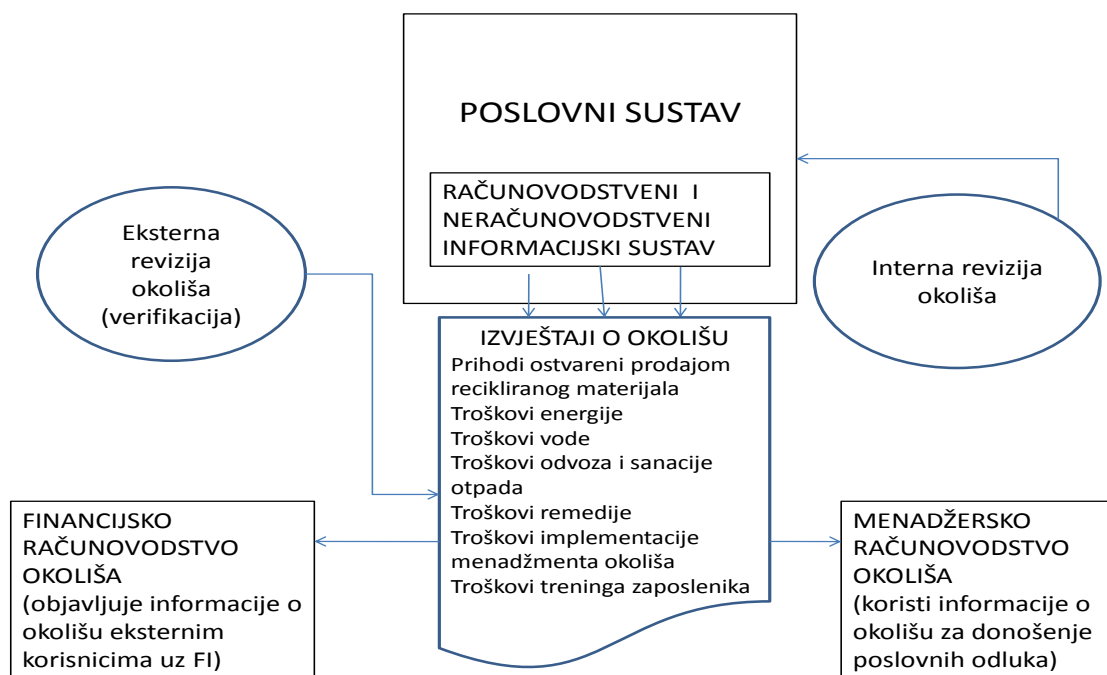 POSLOVNI SUSTAV
RAČUNOVODSTVENI I
NERAČUNOVODSTVENI
INFORMACIJSKI SUSTAV
Eksterna
revizija
okoliša
(verifikacija)
Interna revizija
okoliša
IZVJEŠTAJI O OKOLIŠU
Prihodi ostvareni prodajom
recikliranog materijala
Troškovi energije
Troškovi vode
Troškovi odvoza i sanacije
otpada
Troškovi remedije
Troškovi implementacije
menadžmenta okoliša
Troškovi treninga zaposlenika
FINANCIJSKO
RAČUNOVODSTVO
OKOLIŠA
(objavljuje informacije o
okolišu eksternim
korisnicima uz FI)
MENADŽERSKO
RAČUNOVODSTVO
OKOLIŠA
(koristi informacije o
okolišu za donošenje
poslovnih odluka)